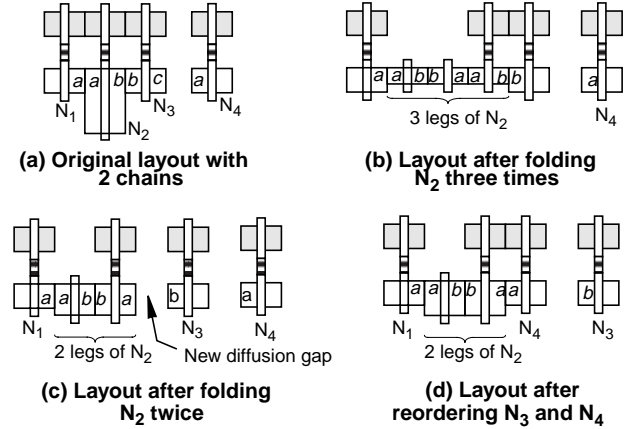 a a b b c a
N1 N2 N3 N4
(a) Original layout with
2 chains
a a b b a a b b a
3 legs of N2
N4
(b) Layout after folding
N2 three times
a a b b a b a
N1 N3 N4
2 legs of N2
New diffusion gap
(c) Layout after folding
N2 twice
a a b b a a b
N1 N4 N3
2 legs of N2
(d) Layout after
reordering N3 and N4